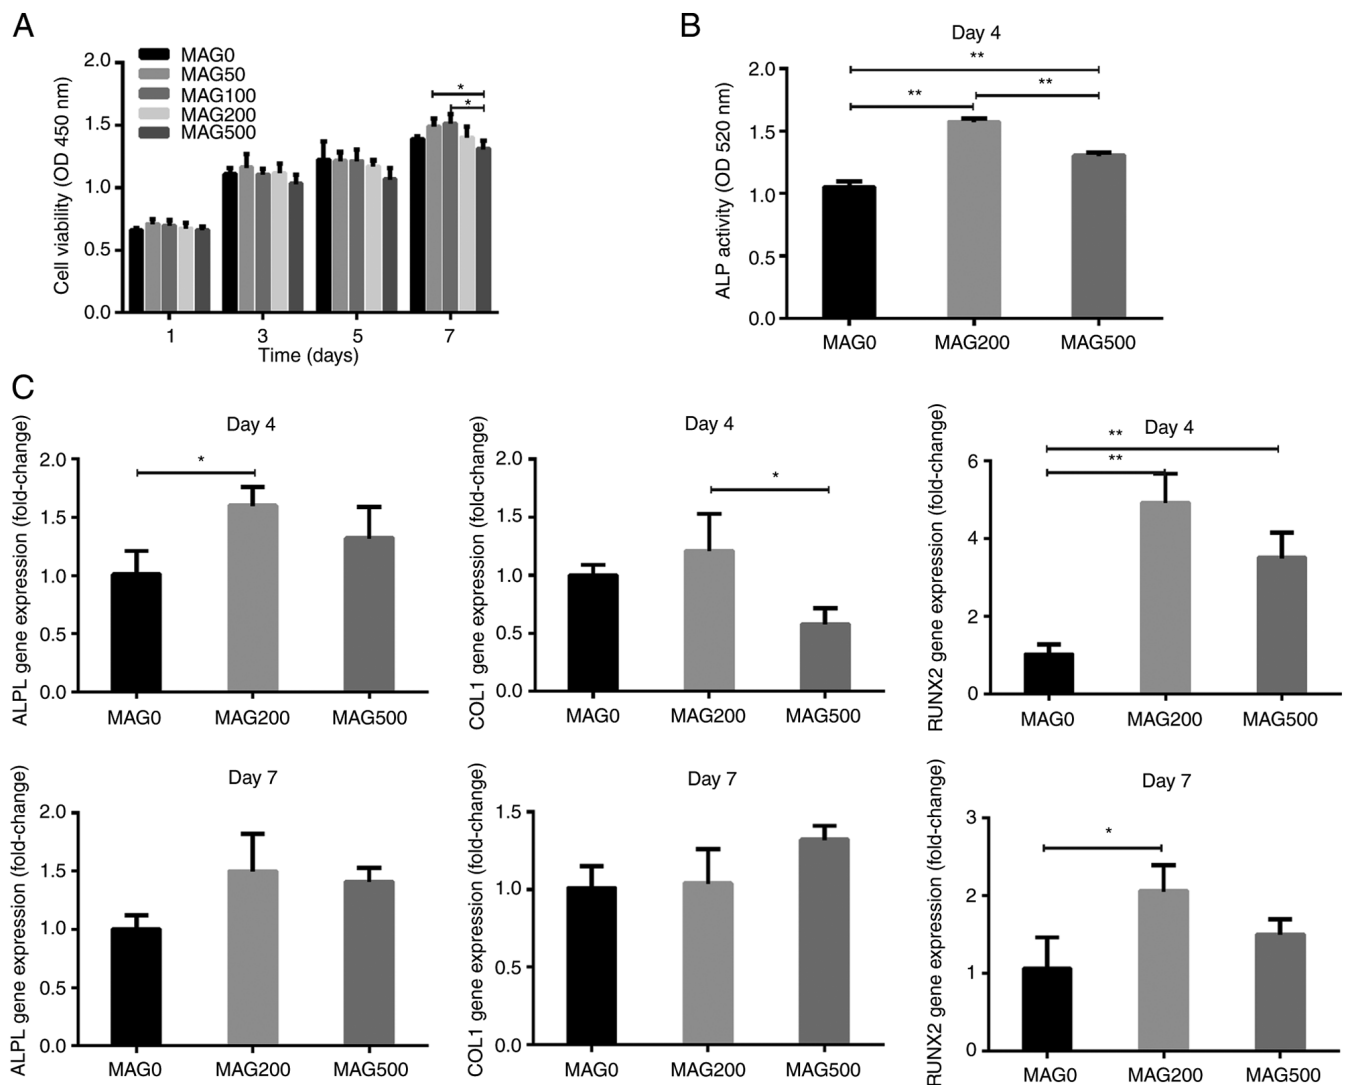 A
MAG0
MAG50
MAG100
MAG200
MAG500
*
*
2.0
1.5
1.0
0.5
0.0
Cell viability (OD 450 nm)
1 3 5 7
Time (days)
B
Day 4
**
** **
2.0
1.5
1.0
0.5
0.0
ALP activity (OD 520 nm)
MAG0 MAG200 MAG500
C
Day 4
*
2.0
1.5
1.0
0.5
0.0
ALPL gene expression (fold-change)
MAG0 MAG200 MAG500
Day 4
*
2.0
1.5
1.0
0.5
0.0
COL1 gene expression (fold-change)
MAG0 MAG200 MAG500
Day 4
**
**
6
4
2
0
RUNX2 gene expression (fold-change)
MAG0 MAG200 MAG500
Day 7
2.0
1.5
1.0
0.5
0.0
ALPL gene expression (fold-change)
MAG0 MAG200 MAG500
Day 7
1.5
1.0
0.5
0.0
COL1 gene expression (fold-change)
MAG0 MAG200 MAG500
Day 7
*
3
2
1
0
RUNX2 gene expression (fold-change)
MAG0 MAG200 MAG500